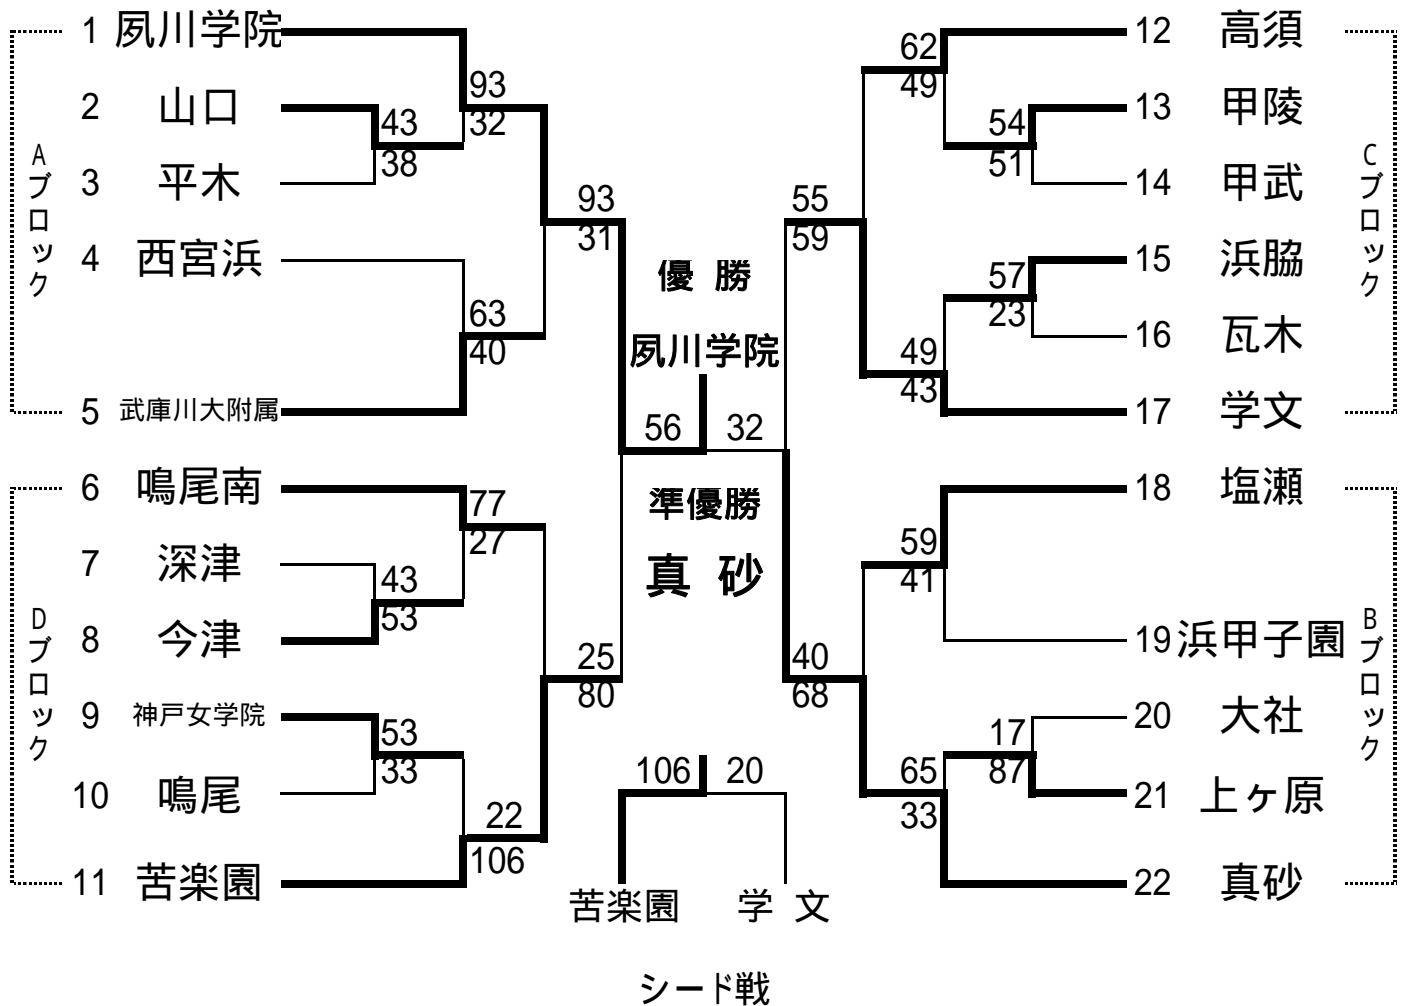 1 夙川学院
2 山口
3 平木
4 西宮浜
5 武庫川大附属
6 鳴尾南
7 深津
8 今津
9 神戸女学院
10 鳴尾
11 苦楽園
Aブロック
Dブロック
43
38
93
32
63
40
77
27
43
53
53
33
22
106
93
31
25
80
優 勝
夙川学院
56 32
準優勝
真 砂
106 20
苦楽園 学 文
シード戦
55
59
40
68
62
49
54
51
57
23
49
43
59
41
17
87
65
33
12 高須
13 甲陵
14 甲武
15 浜脇
16 瓦木
17 学文
18 塩瀬
19 浜甲子園
20 大社
21 上ヶ原
22 真砂
Cブロック
Bブロック